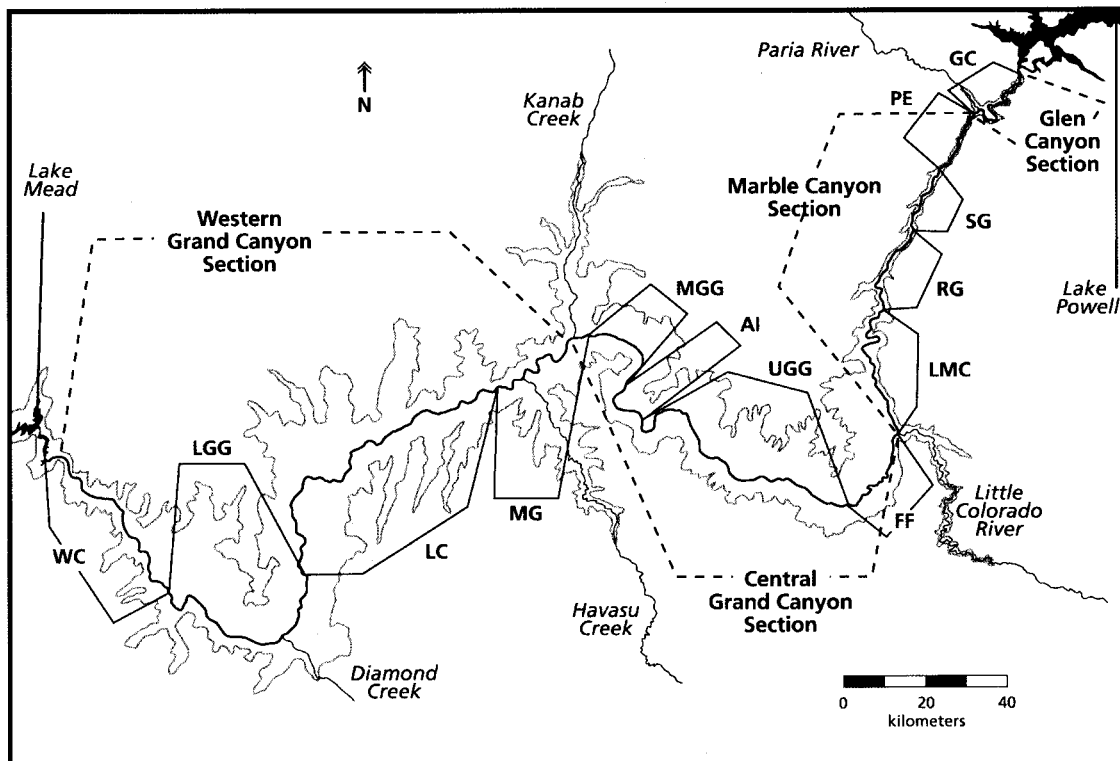 Paria River
GC
PE
Glen
Canyon
Section
N
Kanab
Creek
Lake
Mead
Marble Canyon
Section
Western
Grand Canyon
Section
SG
RG
Lake
Powell
MGG
AI
UGG
LMC
LGG
MG
LC
WC
FF
Little
Colorado
River
Central
Grand Canyon
Section
Havasu
Creek
Diamond
Creek
0 20 40
kilometers